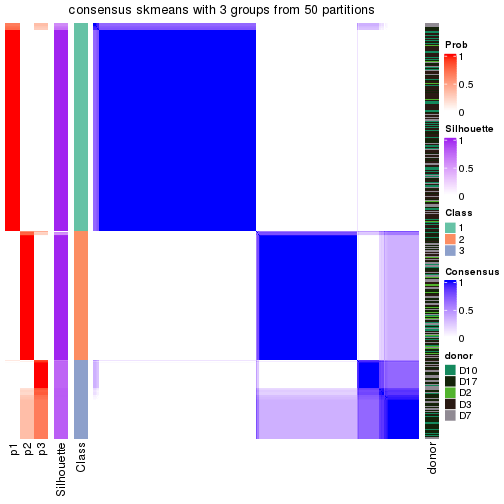 consensus skmeans with 3 groups from 50 partitions
Prob
1
0.5
0
Silhouette
1
0.5
0
Class
1
2
3
Consensus
1
0.5
0
donor
D10
D17
D2
D3
D7
p1
p2
p3
Silhouette
Class
donor